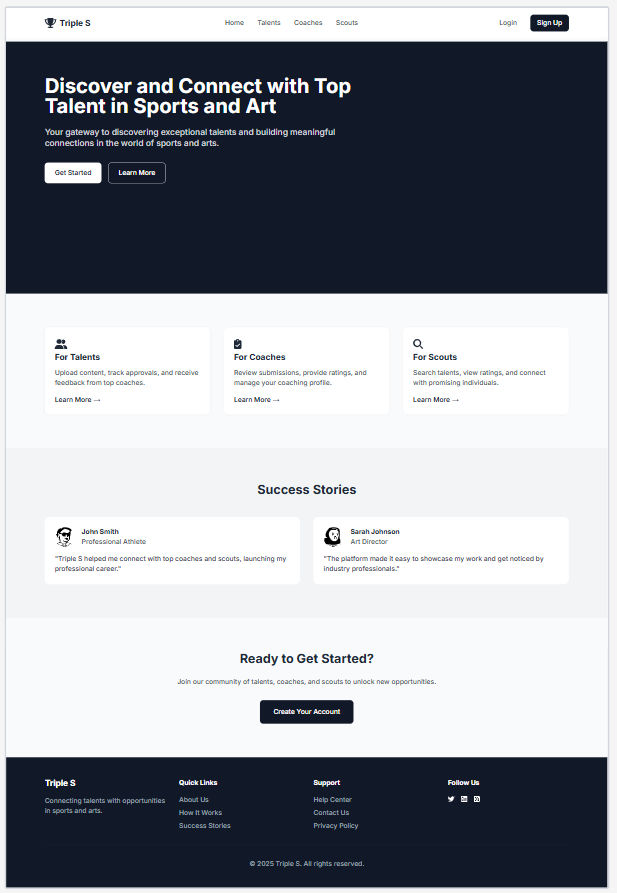 Triple S
Home Talents Coaches Scouts
Login Sign Up
Discover and Connect with Top
Talent in Sports and Art
Your gateway to discovering exceptional talents and building meaningful
connections in the world of sports and arts.
Get Started Learn More
For Talents
Upload content, track approvals, and receive
feedback from top coaches.
Learn More →
For Coaches
Review submissions, provide ratings, and
manage your coaching profile.
Learn More →
For Scouts
Search talents, view ratings, and connect
with promising individuals.
Learn More →
Success Stories
John Smith
Professional Athlete
"Triple S helped me connect with top coaches and scouts, launching my
professional career."
Sarah Johnson
Art Director
"The platform made it easy to showcase my work and get noticed by
industry professionals."
Ready to Get Started?
Join our community of talents, coaches, and scouts to unlock new opportunities.
Create Your Account
Triple S
Connecting talents with opportunities
in sports and arts.
Quick Links
About Us
How It Works
Success Stories
Support
Help Center
Contact Us
Privacy Policy
Follow Us
© 2025 Triple S. All rights reserved.